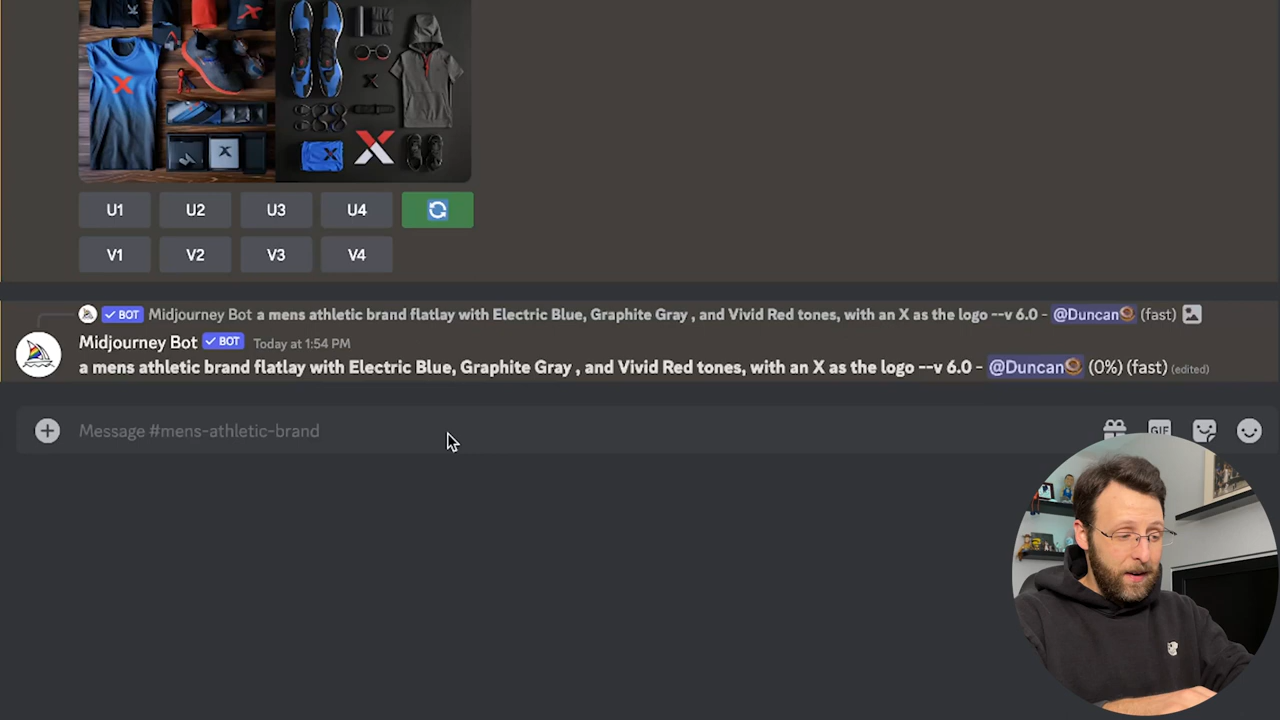 X
X
X
X
U1 U2 U3 U4
V1 V2 V3 V4
BOT Midjourney Bot a mens athletic brand flatlay with Electric Blue, Graphite Gray , and Vivid Red tones, with an X as the logo --v 6.0 - @Duncan (fast)
Midjourney Bot BOT Today at 1:54 PM
a mens athletic brand flatlay with Electric Blue, Graphite Gray , and Vivid Red tones, with an X as the logo --v 6.0 - @Duncan (0%) (fast) (edited)
Message #mens-athletic-brand GIF